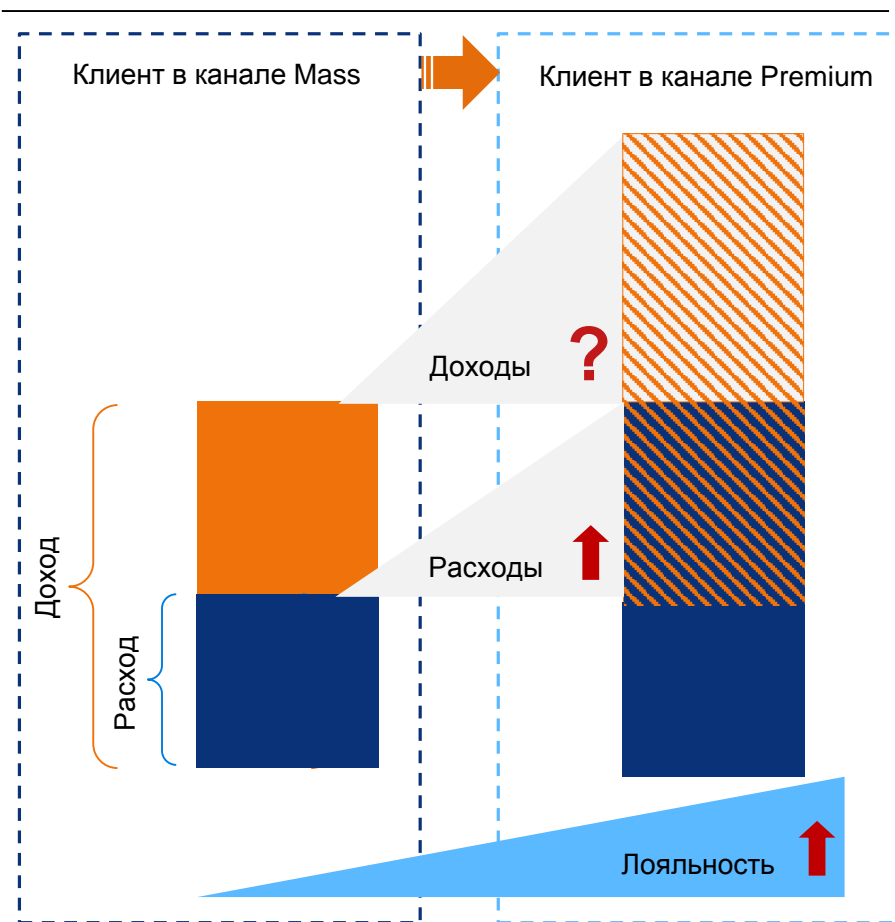 Клиент в канале Mass
Клиент в канале Premium
Доходы ?
Расходы
Доход
Расход
Лояльность